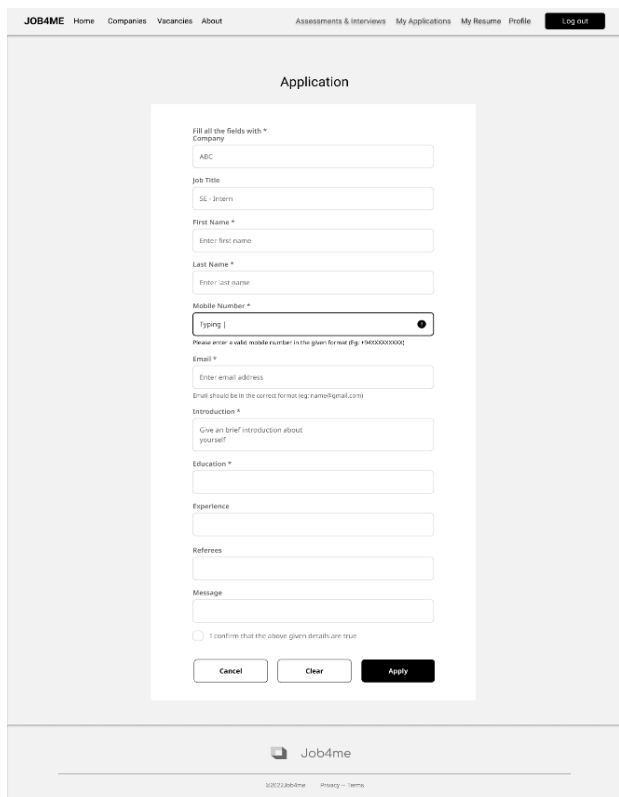 JOB4ME Home Companies Vacancies About Assessments & Interviews My Applications My Resume Profile Log out
Application
Fill all the fields with *
Company
ABC
Job Title
SE - Intern
First Name *
Enter first name
Last Name *
Enter last name
Mobile Number *
Typing |
Please enter a valid mobile number in the given format (Eg: +94XXXXXXXXX)
Email *
Enter email address
Email should be in the correct format (eg: name@gmail.com)
Introduction *
Give an brief introduction about
yourself
Education *
Experience
Referees
Message
I confirm that the above given details are true
Cancel Clear Apply
Job4me
©2022Job4me Privacy — Terms